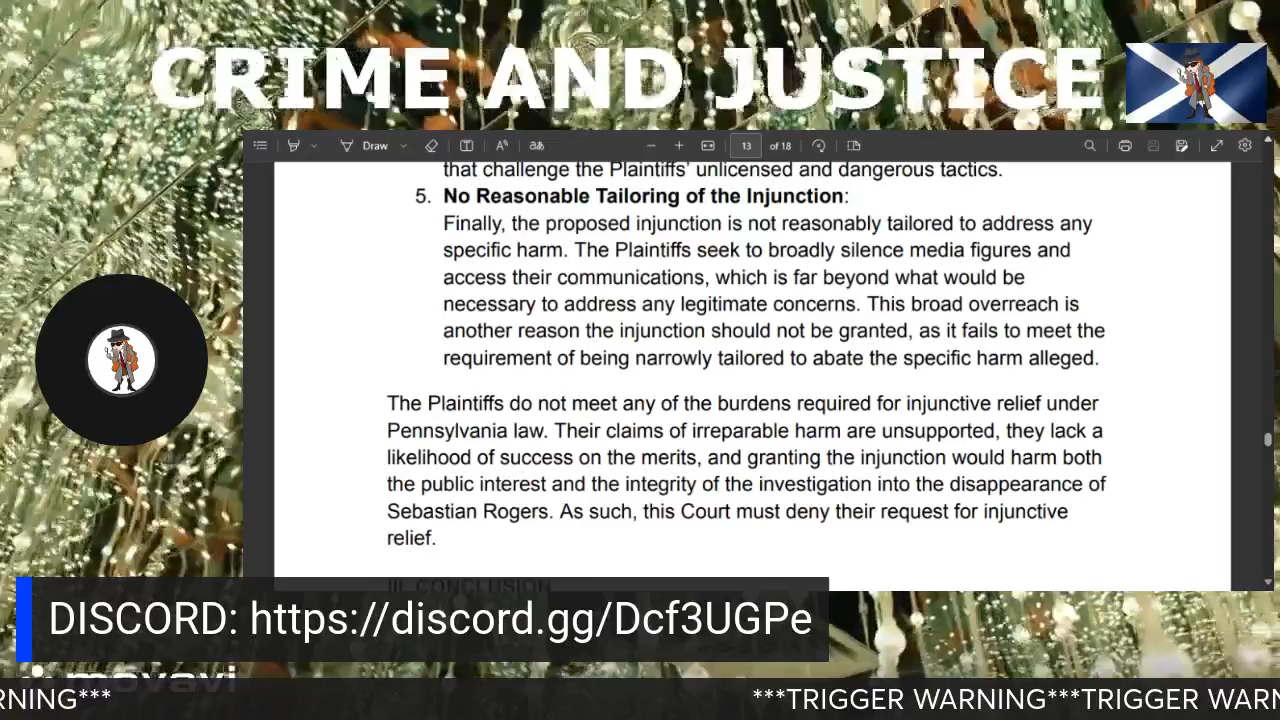 CRIME AND JUSTICE
Draw
13 of 18
that challenge the Plaintiffs' unlicensed and dangerous tactics.
5. No Reasonable Tailoring of the Injunction:
Finally, the proposed injunction is not reasonably tailored to address any
specific harm. The Plaintiffs seek to broadly silence media figures and
access their communications, which is far beyond what would be
necessary to address any legitimate concerns. This broad overreach is
another reason the injunction should not be granted, as it fails to meet the
requirement of being narrowly tailored to abate the specific harm alleged.
The Plaintiffs do not meet any of the burdens required for injunctive relief under
Pennsylvania law. Their claims of irreparable harm are unsupported, they lack a
likelihood of success on the merits, and granting the injunction would harm both
the public interest and the integrity of the investigation into the disappearance of
Sebastian Rogers. As such, this Court must deny their request for injunctive
relief.
III. CONCLUSION
DISCORD: https://discord.gg/Dcf3UGPe
movavi
RNING*** ***TRIGGER WARNING***TRIGGER WARN